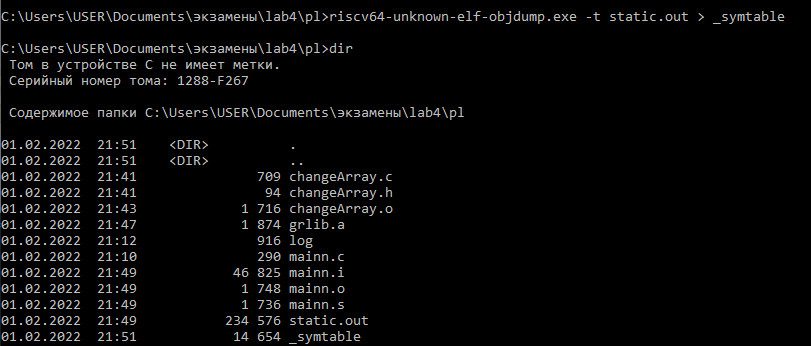 C:\Users\USER\Documents\экзамены\lab4\pl>riscv64-unknown-elf-objdump.exe -t static.out > _symtable
C:\Users\USER\Documents\экзамены\lab4\pl>dir
Том в устройстве C не имеет метки.
Серийный номер тома: 1288-F267
Содержимое папки C:\Users\USER\Documents\экзамены\lab4\pl
01.02.2022  21:51    <DIR>          .
01.02.2022  21:51    <DIR>          ..
01.02.2022  21:41               709 changeArray.c
01.02.2022  21:41                94 changeArray.h
01.02.2022  21:43             1 716 changeArray.o
01.02.2022  21:47             1 874 grlib.a
01.02.2022  21:12               916 log
01.02.2022  21:10               290 mainn.c
01.02.2022  21:49            46 825 mainn.i
01.02.2022  21:49             1 748 mainn.o
01.02.2022  21:49             1 736 mainn.s
01.02.2022  21:49           234 576 static.out
01.02.2022  21:51            14 654 _symtable